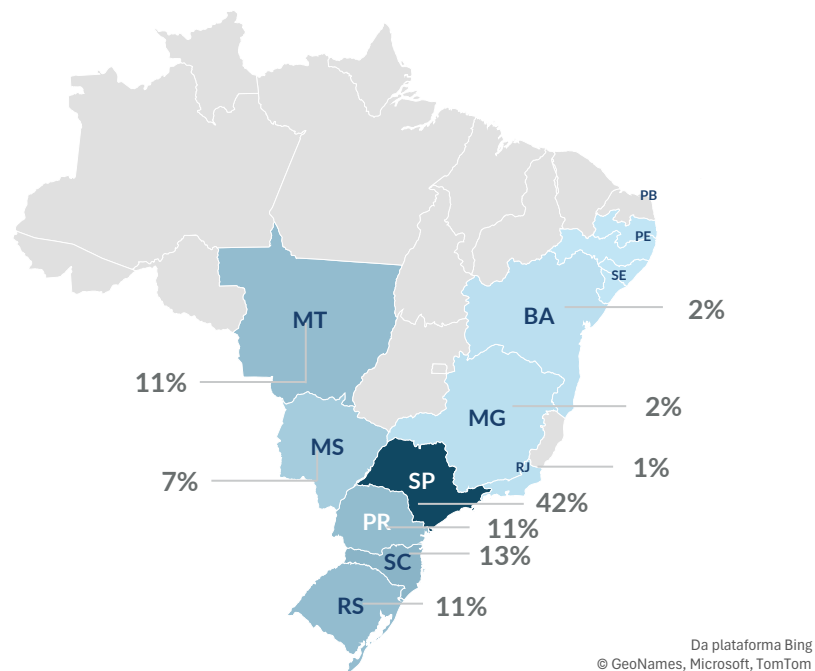 PB
PE
SE
BA
2%
MT
11%
2%
MG
MS
RJ
1%
7%
SP
42%
PR
11%
13%
SC
RS
11%
Da plataforma Bing
© GeoNames, Microsoft, TomTom